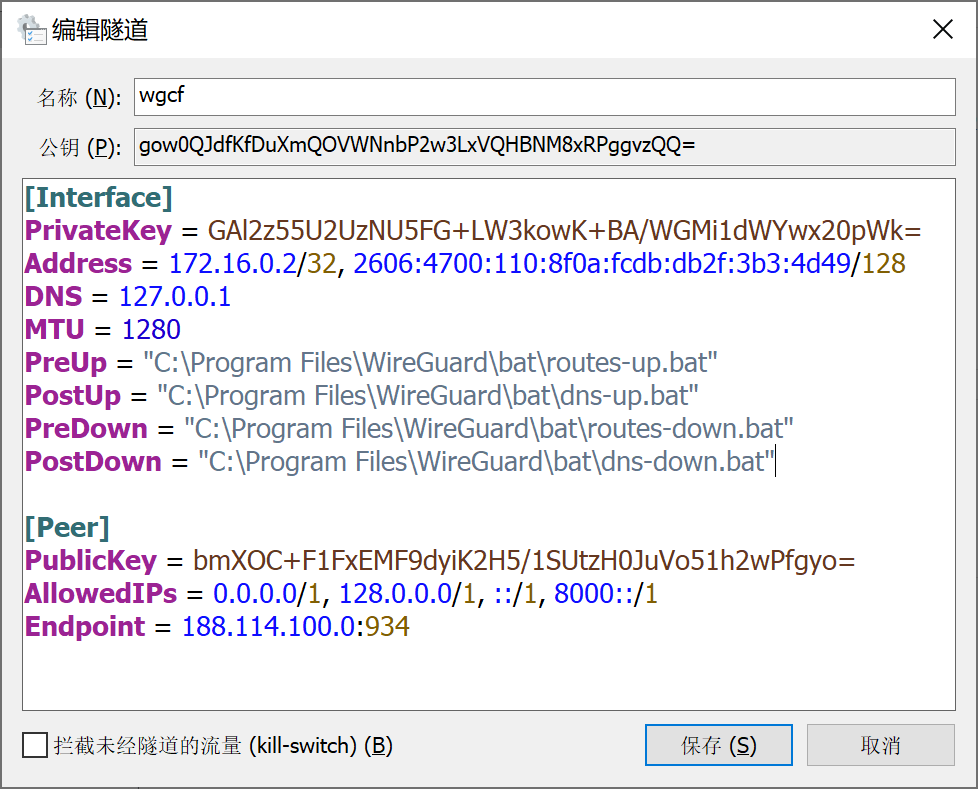 编辑隧道
名称 (N):
wgcf
公钥 (P):
gow0QJdfKfDuXmQOVWNnbP2w3LxVQHBNM8xRPggvzQQ=
[Interface]
PrivateKey = GAl2z55U2UzNU5FG+LW3kowK+BA/WGMi1dWYwx20pWk=
Address = 172.16.0.2/32, 2606:4700:110:8f0a:fcdb:db2f:3b3:4d49/128
DNS = 127.0.0.1
MTU = 1280
PreUp = "C:\Program Files\WireGuard\bat\routes-up.bat"
PostUp = "C:\Program Files\WireGuard\bat\dns-up.bat"
PreDown = "C:\Program Files\WireGuard\bat\routes-down.bat"
PostDown = "C:\Program Files\WireGuard\bat\dns-down.bat"
[Peer]
PublicKey = bmXOC+F1FxEMF9dyiK2H5/1SUtzH0JuVo51h2wPfgyo=
AllowedIPs = 0.0.0.0/1, 128.0.0.0/1, ::/1, 8000::/1
Endpoint = 188.114.100.0:934
拦截未经隧道的流量 (kill-switch) (B)
保存 (S)
取消